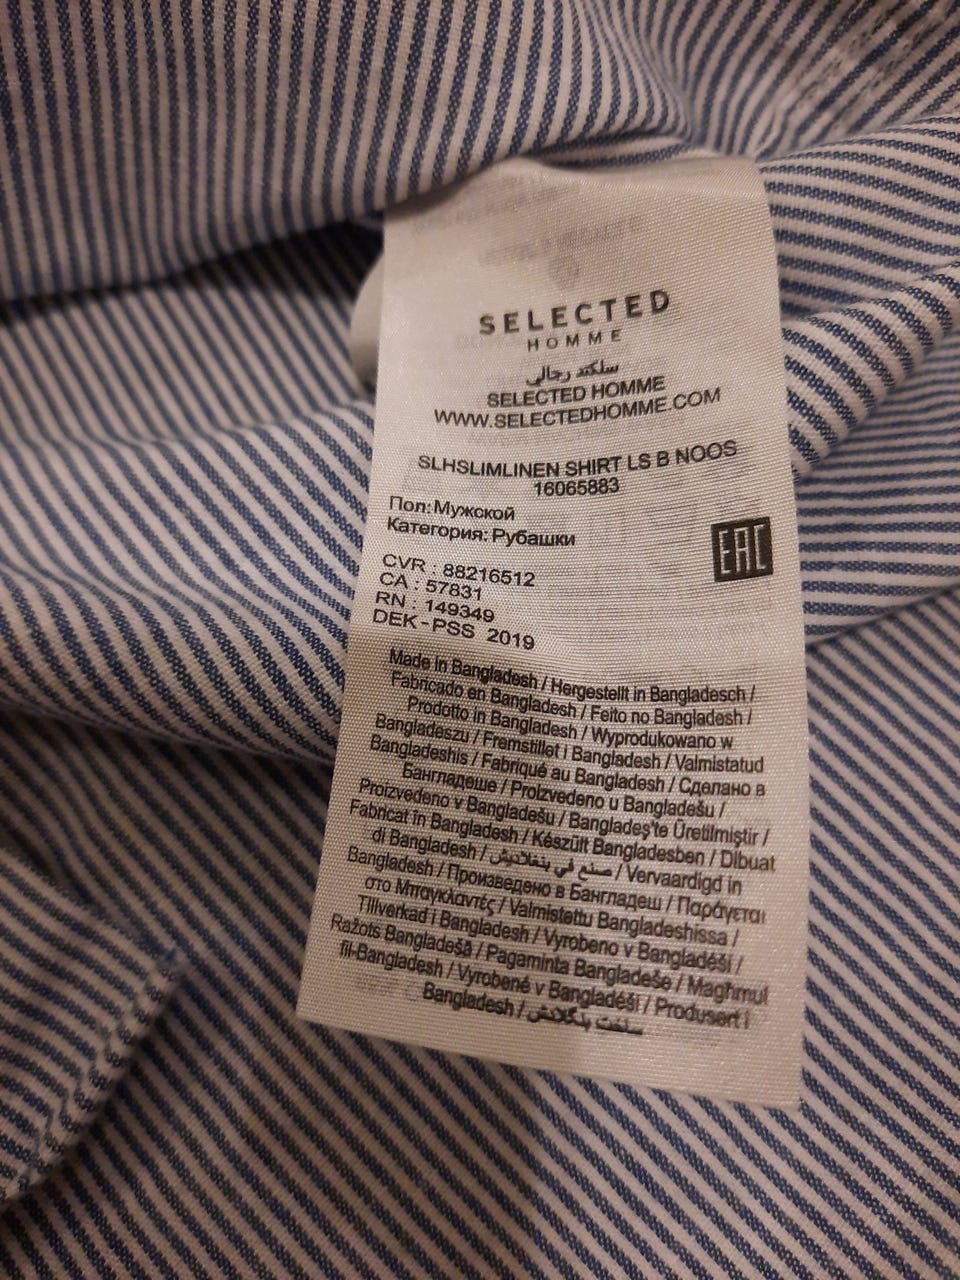 SELECTED
HOMME
سلكتد رجالي
SELECTED HOMME
WWW.SELECTEDHOMME.COM
SLHSLIMLINEN SHIRT LS B NOOS
16065883
Пол: Мужской
Категория: Рубашки
EAC
CVR : 88216512
CA : 57831
RN : 149349
DEK-PSS 2019
Made in Bangladesh / Hergestellt in Bangladesch /
Fabricado en Bangladesh / Feito no Bangladesh /
Prodotto in Bangladesh / Wyprodukowano w
Bangladeszu / Fremstillet i Bangladesh / Valmistatud
Bangladeshis / Fabriqué au Bangladesh / Сделано в
Бангладеше / Proizvedeno u Bangladešu /
Proizvedeno v Bangladešu / Bangladeş'te Üretilmiştir /
Fabricat în Bangladesh / Készült Bangladesben / Dibuat
di Bangladesh / صنع في بنغلاديش / Vervaardigd in
Bangladesh / Произведено в Бангладеш / Παράγεται
στο Μπαγκλαντές / Valmistettu Bangladeshissa /
Tillverkad i Bangladesh / Vyrobeno v Bangladéši /
Ražots Bangladešā / Pagaminta Bangladeše / Magħmul
fil-Bangladesh / Vyrobené v Bangladéši / Produsert i
Bangladesh / ساخت بنگلادش